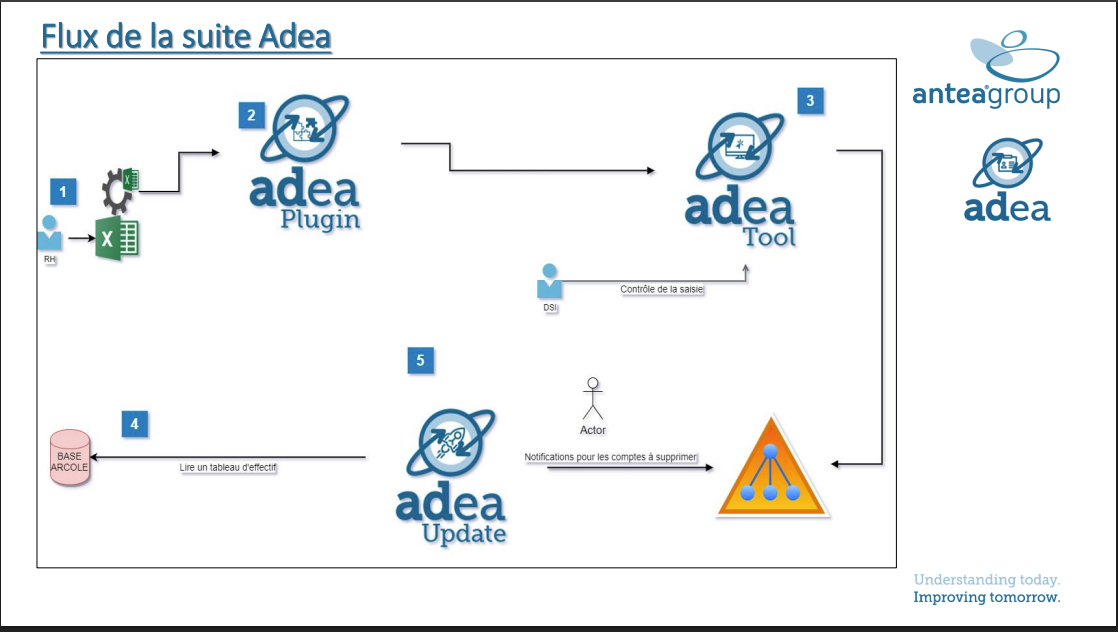 Flux de la suite Adea
anteagroup
adea
1
RH
X
2
adea
Plugin
3
adea
Tool
DSI
Contrôle de la saisie
4
BASE
ARCOLE
Lire un tableau d'effectif
5
adea
Update
Actor
Notifications pour les comptes à supprimer
Understanding today.
Improving tomorrow.